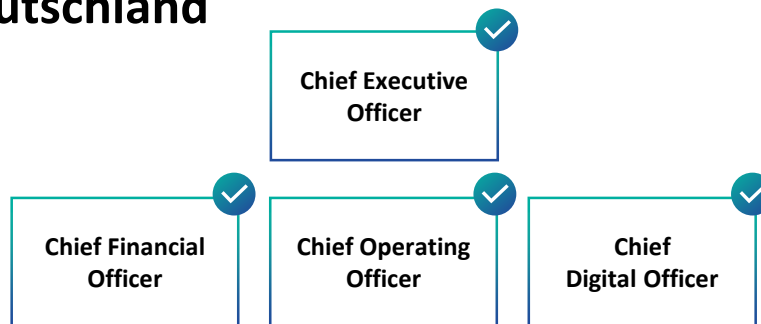 utschland
Chief Executive
Officer
Chief Financial
Officer
Chief Operating
Officer
Chief
Digital Officer